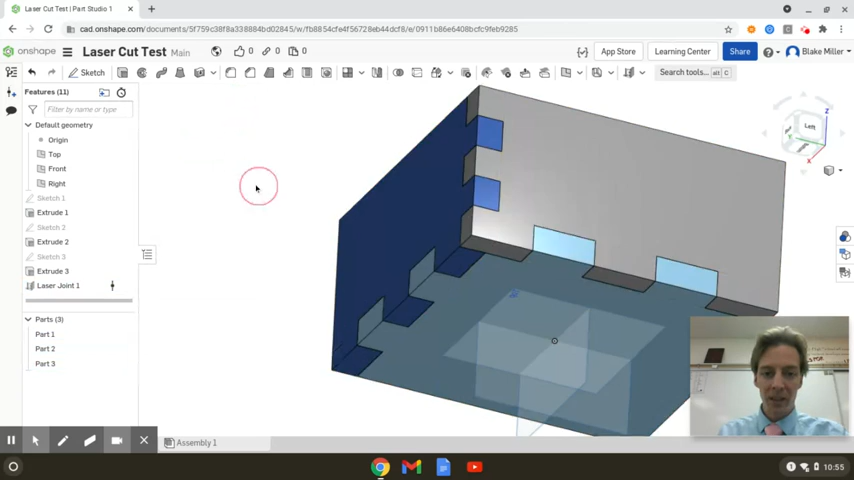 Laser Cut Test | Part Studio 1
cad.onshape.com/documents/5f759c38f8a338884bd02845/w/fb8854cfe4f56728eb44dcf8/e/0911b86e6408bcfc9feb9285
onshape
Laser Cut Test Main
0
0
0
App Store
Learning Center
Share
Blake Miller
Sketch
Search tools...
alt C
Features (11)
Filter by name or type
Default geometry
Origin
Top
Front
Right
Sketch 1
Extrude 1
Sketch 2
Extrude 2
Sketch 3
Extrude 3
Laser Joint 1
Parts (3)
Part 1
Part 2
Part 3
Left
Z
Y
X
Assembly 1
10:55